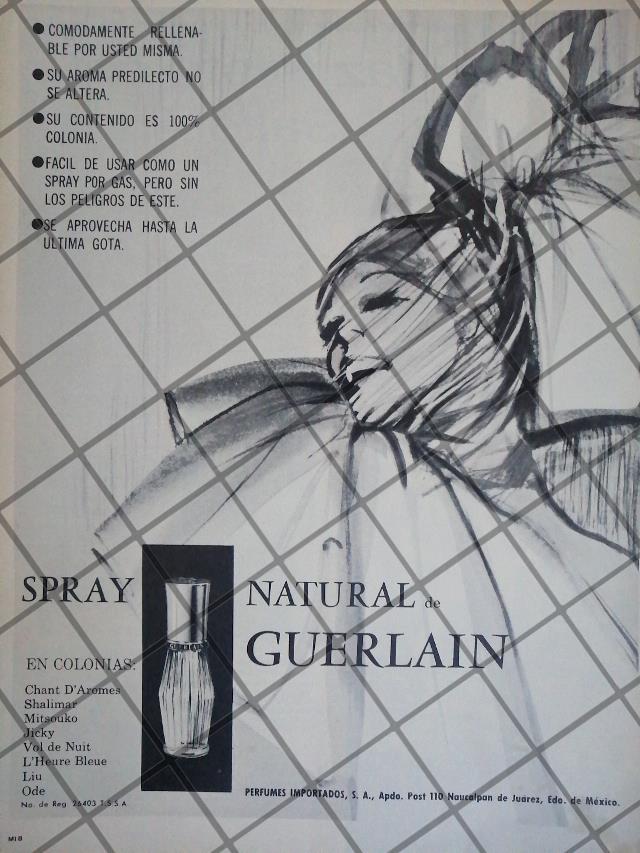 ● COMODAMENTE RELLENA-
BLE POR USTED MISMA.
● SU AROMA PREDILECTO NO
SE ALTERA.
● SU CONTENIDO ES 100%
COLONIA.
● FACIL DE USAR COMO UN
SPRAY POR GAS, PERO SIN
LOS PELIGROS DE ESTE.
● SE APROVECHA HASTA LA
ULTIMA GOTA.
SPRAY NATURAL de
GUERLAIN
EN COLONIAS:
Chant D'Aromes
Shalimar
Mitsouko
Jicky
Vol de Nuit
L'Heure Bleue
Liu
Ode
No. de Reg 26403 T.S S A
PERFUMES IMPORTADOS, S. A., Apdo. Post 110 Naucalpan de Juarez, Edo. de México.